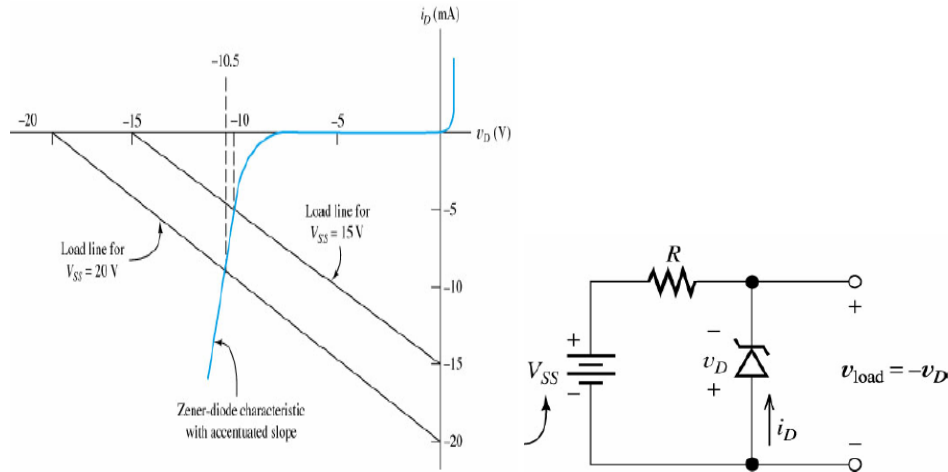 i_D (mA)
–10.5
–20
–15
–10
–5
v_D (V)
–5
Load line for
V_SS = 15 V
Load line for
V_SS = 20 V
–10
–15
Zener-diode characteristic
with accentuated slope
–20
R
+
–
V_SS
v_D
–
+
i_D
+
v_load = –v_D
–